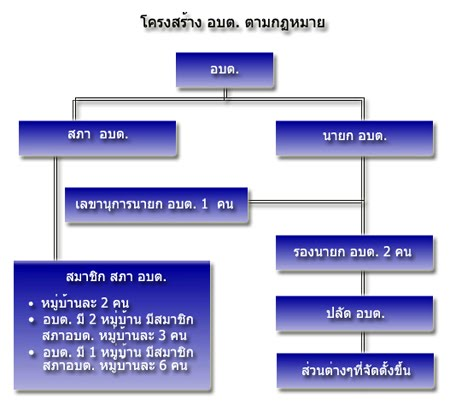 โครงสร้าง อบต. ตามกฎหมาย
อบต.
สภา อบต.
นายก อบต.
เลขานุการนายก อบต. 1 คน
รองนายก อบต. 2 คน
สมาชิก สภา อบต.
• หมู่บ้านละ 2 คน
• อบต. มี 2 หมู่บ้าน มีสมาชิก
สภาอบต. หมู่บ้านละ 3 คน
• อบต. มี 1 หมู่บ้าน มีสมาชิก
สภาอบต. หมู่บ้านละ 6 คน
ปลัด อบต.
ส่วนต่างๆที่จัดตั้งขึ้น